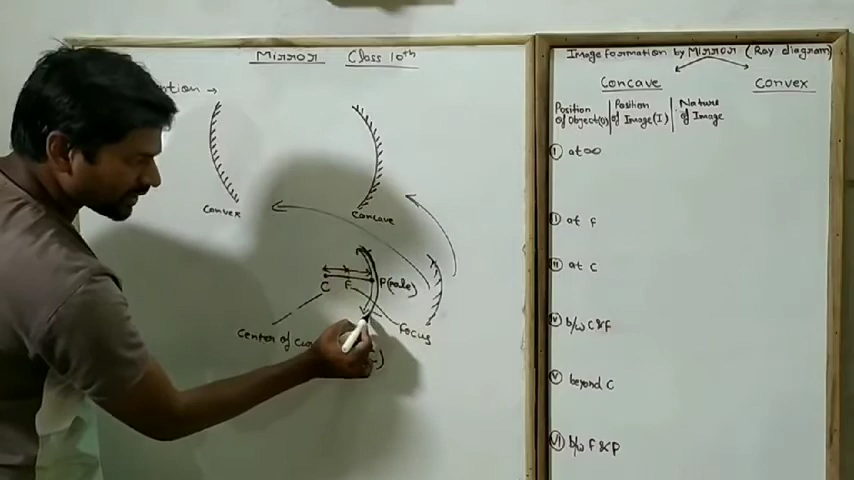 Mirror Class 10th
Convex
Concave
C F P(pole)
Center of
focus
Image formation by Mirror (Ray diagram)
Concave Convex
Position of Object(O) | Position of Image(I) | Nature of Image
(i) at ∞
(ii) at F
(iii) at C
(iv) b/w C & F
(v) beyond C
(vi) b/w F & P